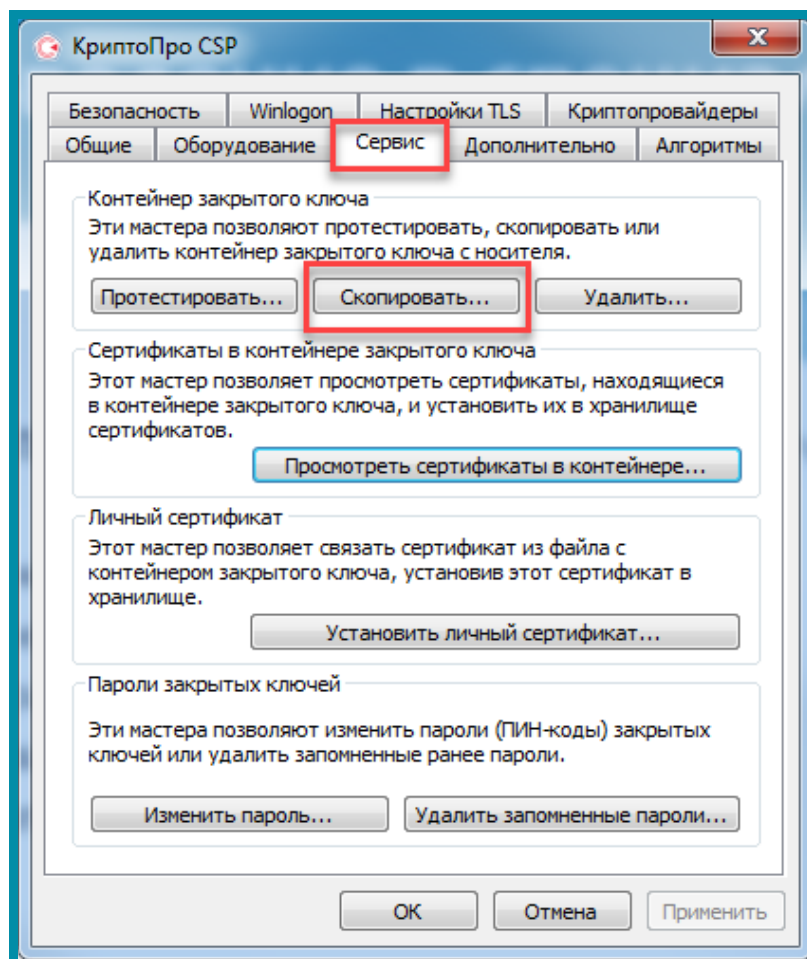 КриптоПро CSP
Безопасность Winlogon Настройки TLS Криптопровайдеры
Общие Оборудование Сервис Дополнительно Алгоритмы
Контейнер закрытого ключа
Эти мастера позволяют протестировать, скопировать или
удалить контейнер закрытого ключа с носителя.
Протестировать... Скопировать... Удалить...
Сертификаты в контейнере закрытого ключа
Этот мастер позволяет просмотреть сертификаты, находящиеся
в контейнере закрытого ключа, и установить их в хранилище
сертификатов.
Просмотреть сертификаты в контейнере...
Личный сертификат
Этот мастер позволяет связать сертификат из файла с
контейнером закрытого ключа, установив этот сертификат в
хранилище.
Установить личный сертификат...
Пароли закрытых ключей
Эти мастера позволяют изменить пароли (ПИН-коды) закрытых
ключей или удалить запомненные ранее пароли.
Изменить пароль... Удалить запомненные пароли...
ОК Отмена Применить